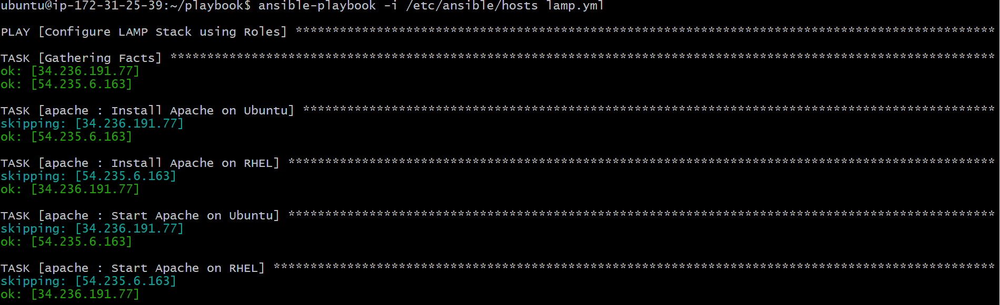 ubuntu@ip-172-31-25-39:~/playbook$ ansible-playbook -i /etc/ansible/hosts lamp.yml
PLAY [Configure LAMP Stack using Roles] ***********************************************************************************************
TASK [Gathering Facts] ****************************************************************************************************************
ok: [34.236.191.77]
ok: [54.235.6.163]
TASK [apache : Install Apache on Ubuntu] **********************************************************************************************
skipping: [34.236.191.77]
ok: [54.235.6.163]
TASK [apache : Install Apache on RHEL] ************************************************************************************************
skipping: [54.235.6.163]
ok: [34.236.191.77]
TASK [apache : Start Apache on Ubuntu] ************************************************************************************************
skipping: [34.236.191.77]
ok: [54.235.6.163]
TASK [apache : Start Apache on RHEL] **************************************************************************************************
skipping: [54.235.6.163]
ok: [34.236.191.77]